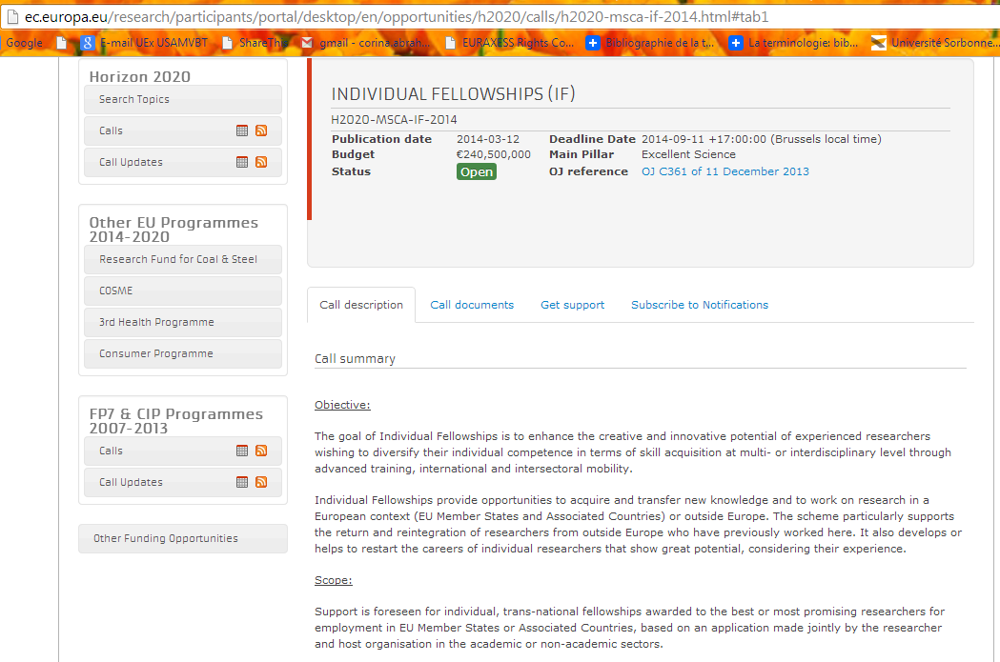 ec.europa.eu/research/participants/portal/desktop/en/opportunities/h2020/calls/h2020-msca-if-2014.html#tab1
Google E-mail UEx USAMVBT ShareThis gmail - corina.abrah... EURAXESS Rights Co... Bibliographie de la t... La terminologie: bib... Université Sorbonne...
Horizon 2020
Search Topics
Calls
Call Updates
Other EU Programmes
2014-2020
Research Fund for Coal & Steel
COSME
3rd Health Programme
Consumer Programme
FP7 & CIP Programmes
2007-2013
Calls
Call Updates
Other Funding Opportunities
INDIVIDUAL FELLOWSHIPS (IF)
H2020-MSCA-IF-2014
Publication date 2014-03-12 Deadline Date 2014-09-11 +17:00:00 (Brussels local time)
Budget €240,500,000 Main Pillar Excellent Science
Status Open OJ reference OJ C361 of 11 December 2013
Call description Call documents Get support Subscribe to Notifications
Call summary
Objective:
The goal of Individual Fellowships is to enhance the creative and innovative potential of experienced researchers
wishing to diversify their individual competence in terms of skill acquisition at multi- or interdisciplinary level through
advanced training, international and intersectoral mobility.
Individual Fellowships provide opportunities to acquire and transfer new knowledge and to work on research in a
European context (EU Member States and Associated Countries) or outside Europe. The scheme particularly supports
the return and reintegration of researchers from outside Europe who have previously worked here. It also develops or
helps to restart the careers of individual researchers that show great potential, considering their experience.
Scope:
Support is foreseen for individual, trans-national fellowships awarded to the best or most promising researchers for
employment in EU Member States or Associated Countries, based on an application made jointly by the researcher
and host organisation in the academic or non-academic sectors.